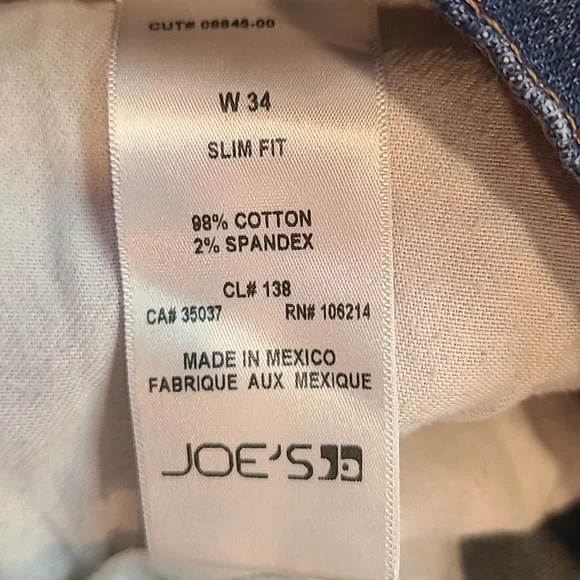 CUT# 08845-00
W 34
SLIM FIT
98% COTTON
2% SPANDEX
CL# 138
CA# 35037 RN# 106214
MADE IN MEXICO
FABRIQUE AUX MEXIQUE
JOE'S